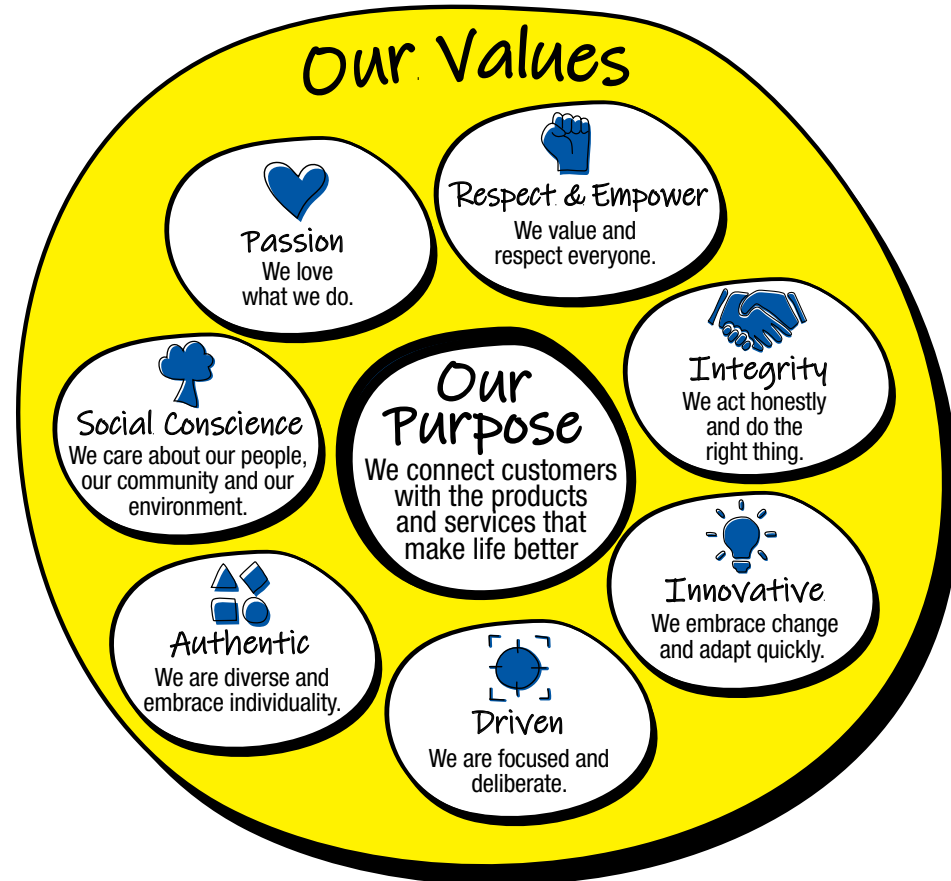 Our Values
Passion
We love
what we do.
Respect & Empower
We value and
respect everyone.
Integrity
We act honestly
and do the
right thing.
Social Conscience
We care about our people,
our community and our
environment.
Our
Purpose
We connect customers
with the products
and services that
make life better
Innovative
We embrace change
and adapt quickly.
Authentic
We are diverse and
embrace individuality.
Driven
We are focused and
deliberate.